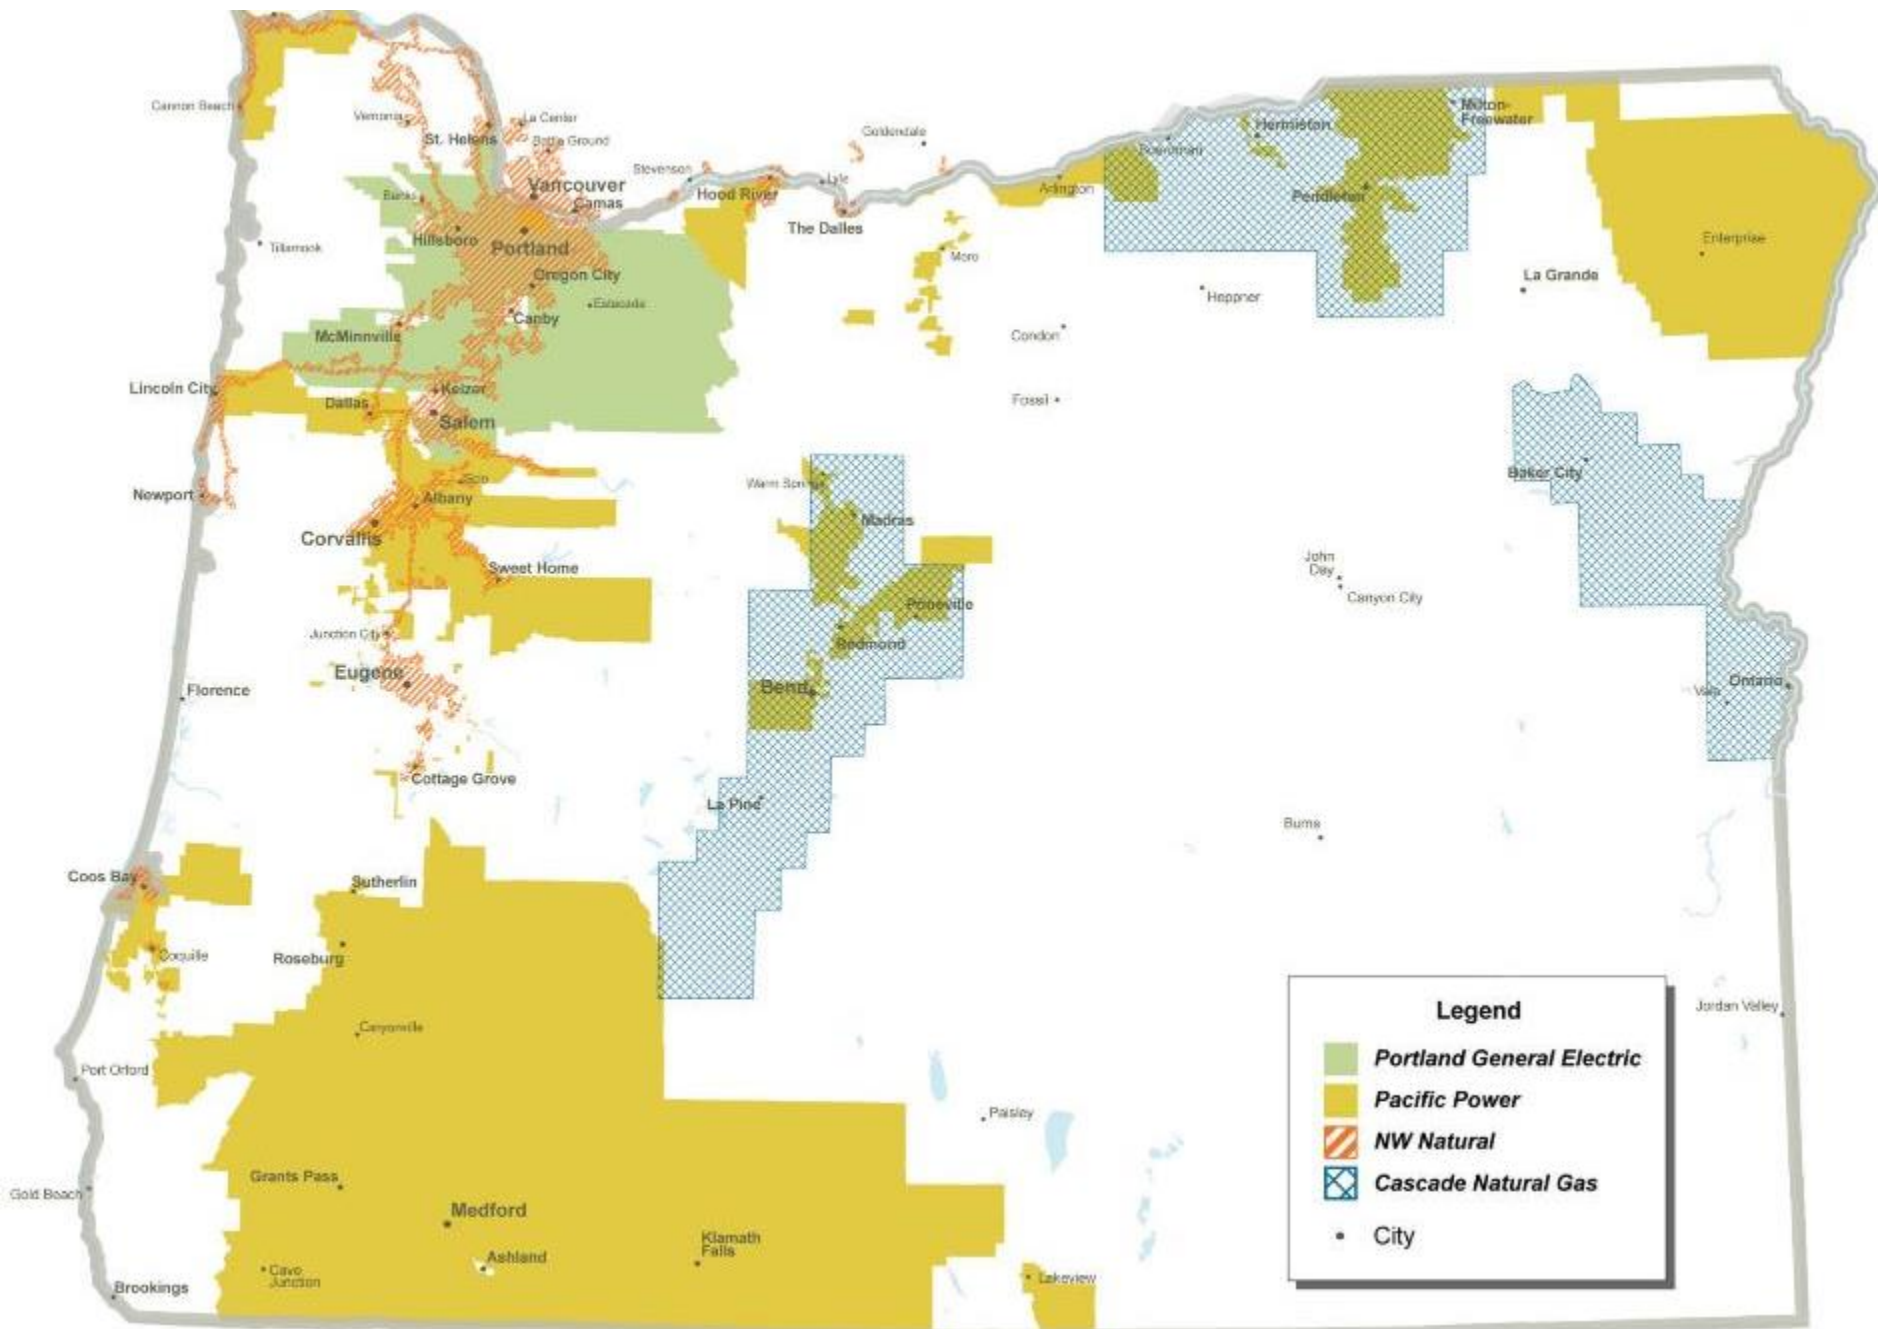 Cannon Beach
Vernonia
La Center
St. Helens
Battle Ground
Goldendale
Milton-
Freewater
Hermiston
Boardman
Stevenson
Vancouver
Lyle
Hood River
Arlington
Pendleton
Banks
Camas
The Dalles
Hillsboro
Portland
Tillamook
Enterprise
Moro
Oregon City
La Grande
Estacada
Heppner
Canby
McMinnville
Condon
Lincoln City
Keizer
Dallas
Fossil
Salem
Baker City
Scio
Warm Springs
Newport
Albany
Madras
Corvallis
John
Day
Sweet Home
Canyon City
Prineville
Junction City
Redmond
Eugene
Bend
Florence
Vale
Ontario
Cottage Grove
La Pine
Burns
Coos Bay
Sutherlin
Coquille
Roseburg
Jordan Valley
Canyonville
Port Orford
Paisley
Grants Pass
Gold Beach
Medford
Klamath
Falls
Ashland
Cave
Junction
Lakeview
Brookings
Legend
Portland General Electric
Pacific Power
NW Natural
Cascade Natural Gas
City